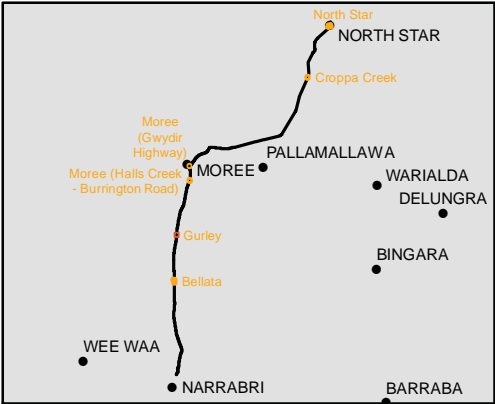 North Star
NORTH STAR
Croppa Creek
Moree
(Gwydir
Highway)
PALLAMALLAWA
MOREE
Moree (Halls Creek
- Burrington Road)
WARIALDA
DELUNGRA
Gurley
BINGARA
Bellata
WEE WAA
NARRABRI
BARRABA